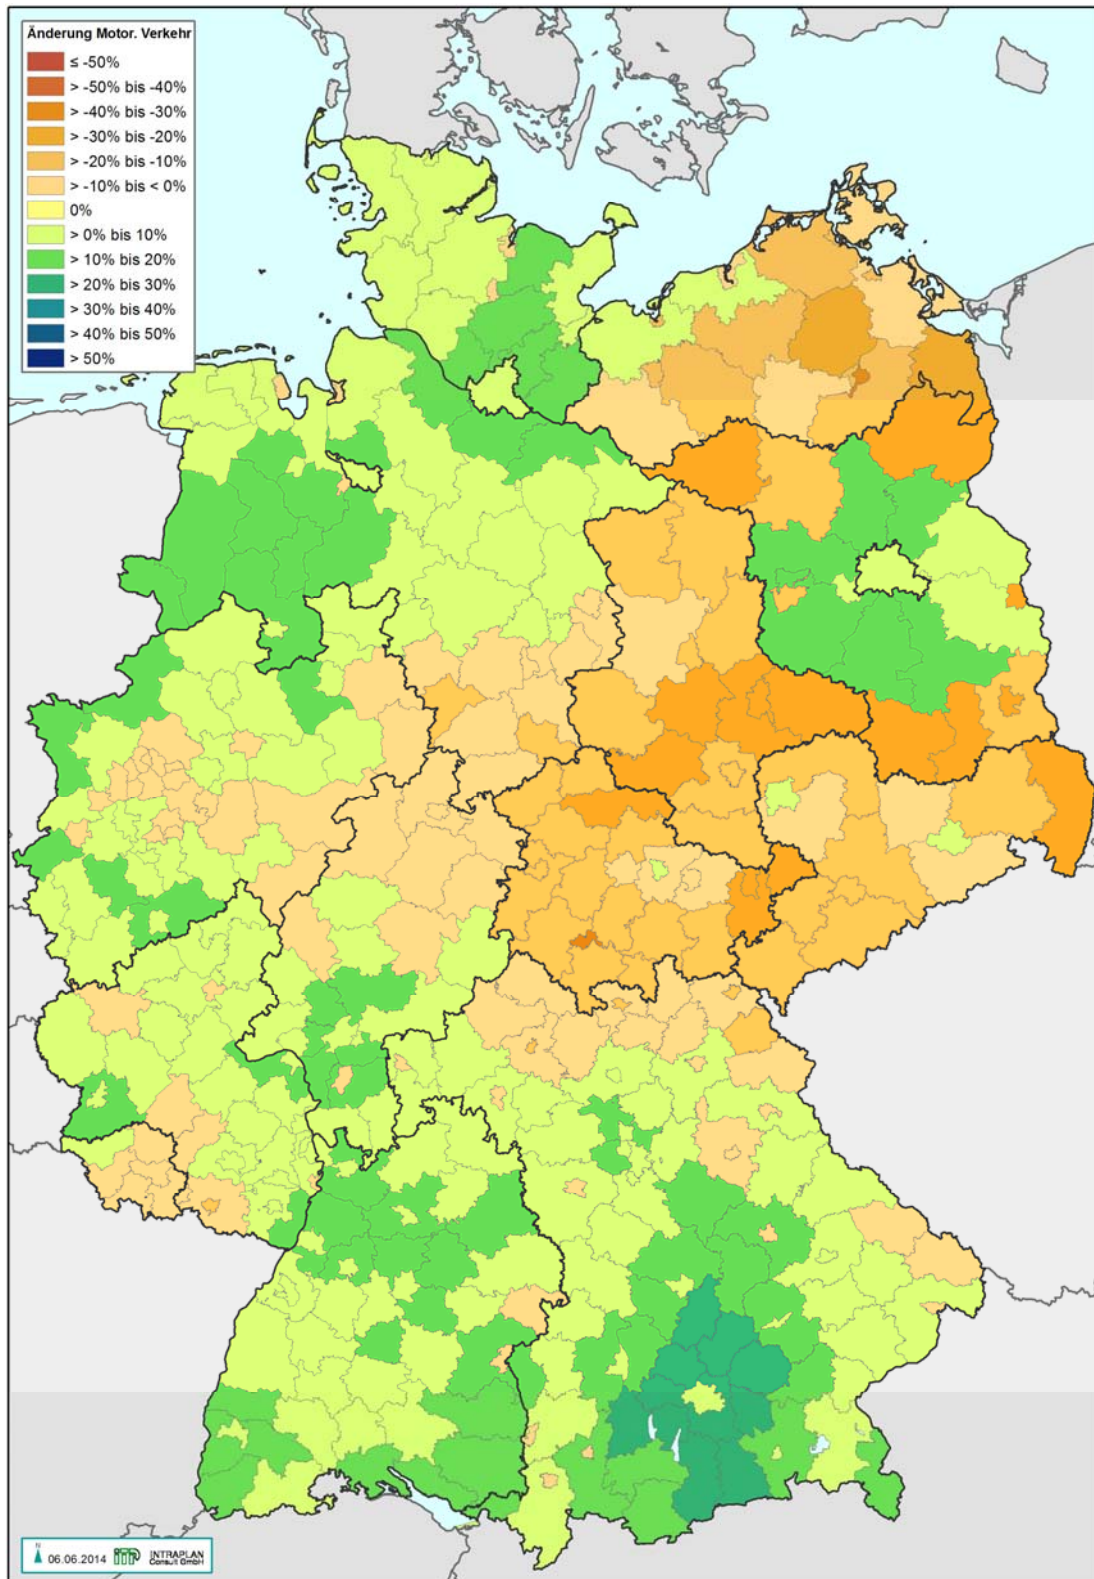 Änderung Motor. Verkehr
≤ -50%
> -50% bis -40%
> -40% bis -30%
> -30% bis -20%
> -20% bis -10%
> -10% bis < 0%
0%
> 0% bis 10%
> 10% bis 20%
> 20% bis 30%
> 30% bis 40%
> 40% bis 50%
> 50%
N
06.06.2014
INTRAPLAN
Consult GmbH